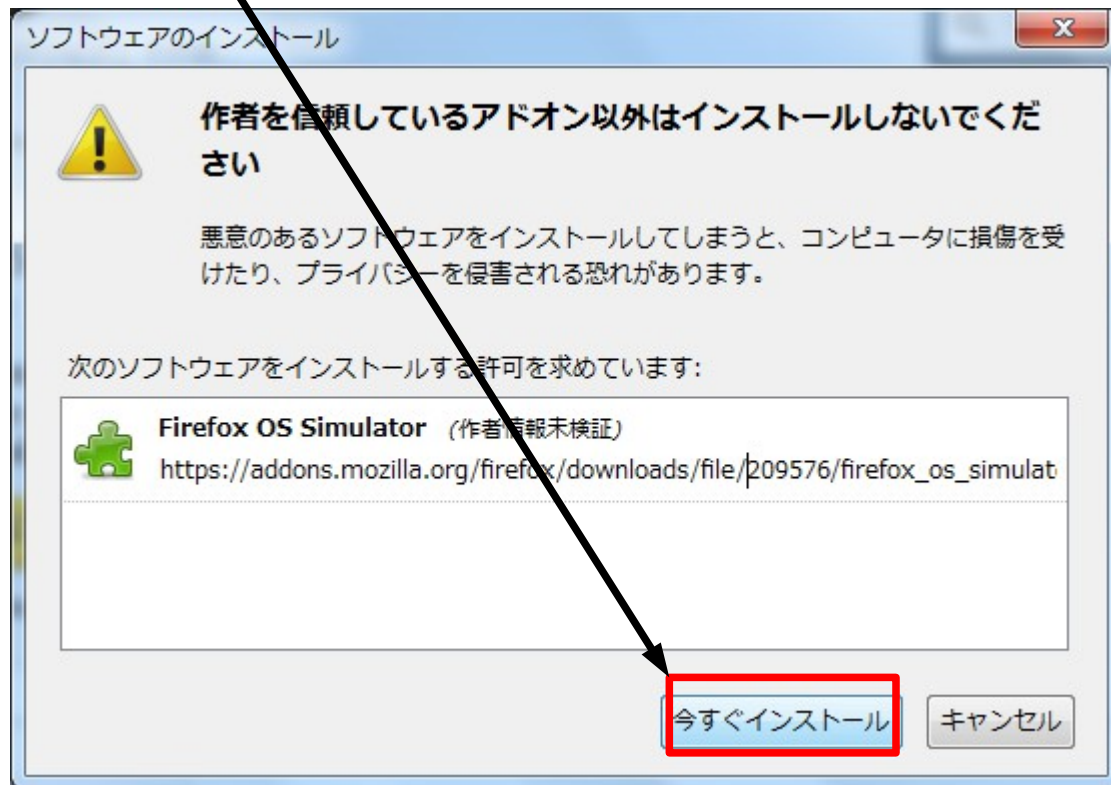 ソフトウェアのインストール
作者を信頼しているアドオン以外はインストールしないでくだ
さい
悪意のあるソフトウェアをインストールしてしまうと、コンピュータに損傷を受
けたり、プライバシーを侵害される恐れがあります。
次のソフトウェアをインストールする許可を求めています:
Firefox OS Simulator (作者情報未検証)
https://addons.mozilla.org/firefox/downloads/file/209576/firefox_os_simulat
今すぐインストール
キャンセル